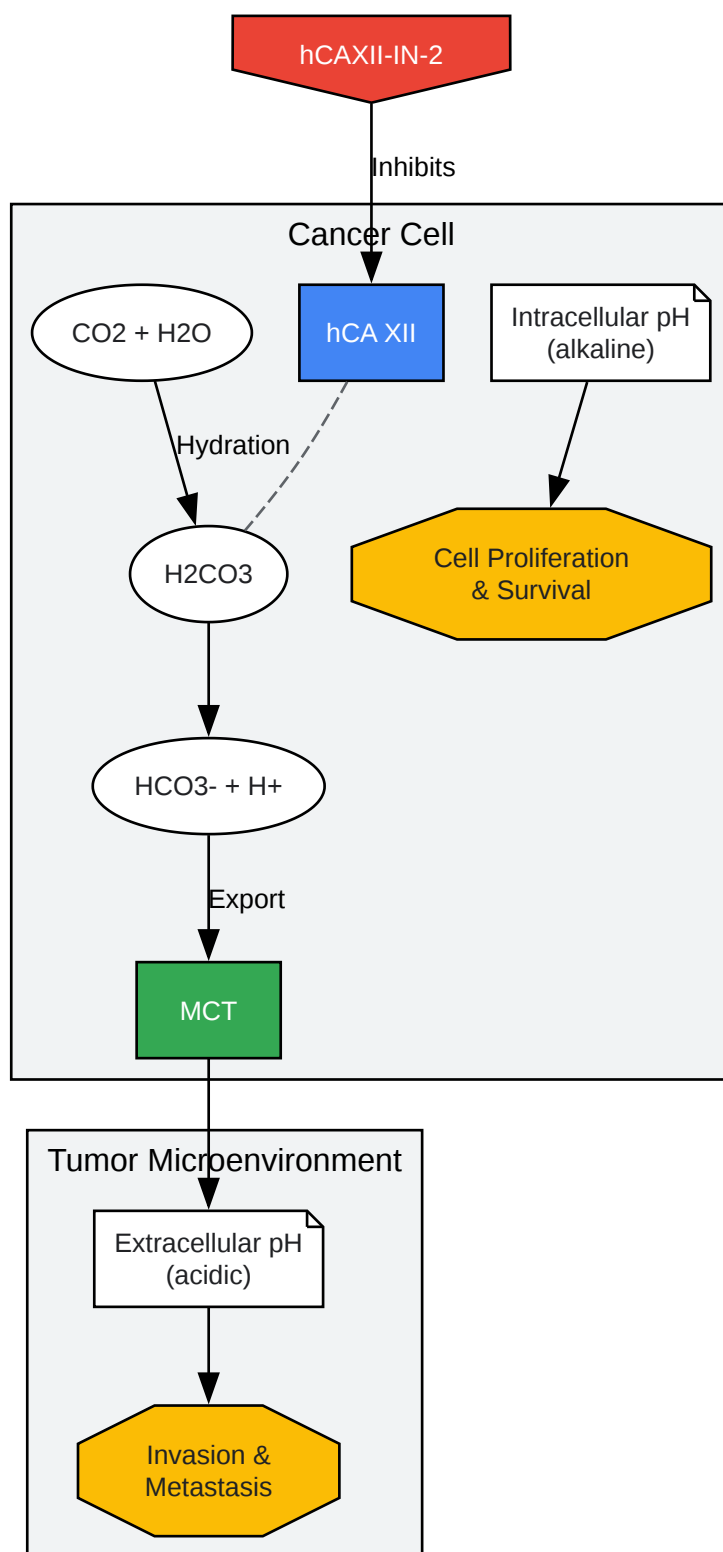 hCAXII-IN-2
Inhibits
Cancer Cell
CO2 + H2O
hCA XII
Intracellular pH
(alkaline)
Hydration
H2CO3
Cell Proliferation
& Survival
HCO3- + H+
Export
MCT
Tumor Microenvironment
Extracellular pH
(acidic)
Invasion &
Metastasis